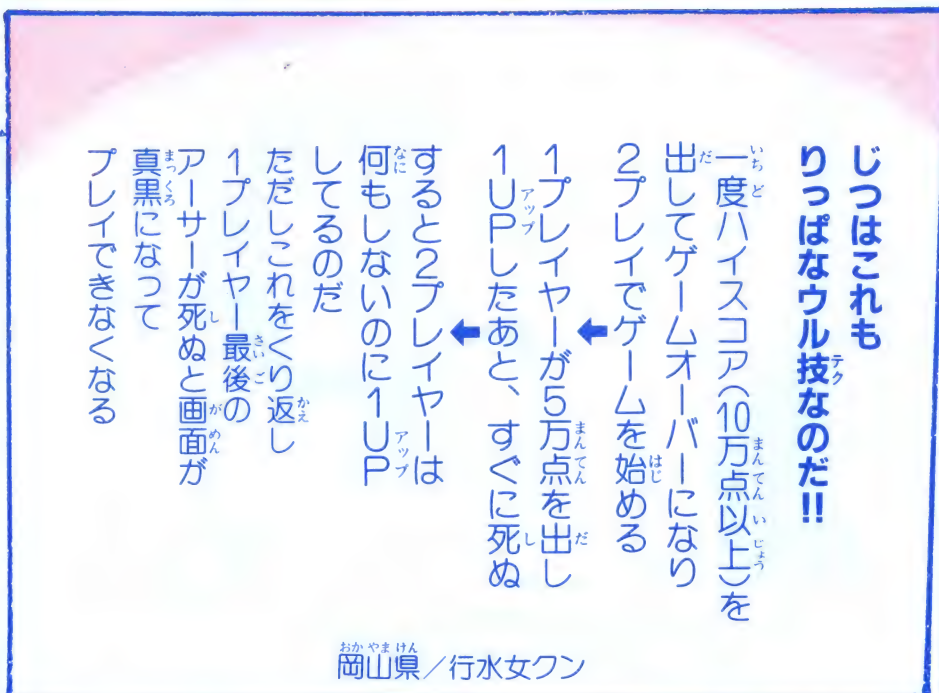 じつはこれも
りっぱなウル技なのだ!!
一度ハイスコア(10万点以上)を
出してゲームオーバーになり
2プレイでゲームを始める
⬇
1プレイヤーが5万点を出し
1UPしたあと、すぐに死ぬ
⬇
すると2プレイヤーは
何もしないのに1UP
してるのだ
ただしこれをくり返し
1プレイヤー最後の
アーサーが死ぬと画面が
真黒になって
プレイできなくなる
岡山県/行水女クン